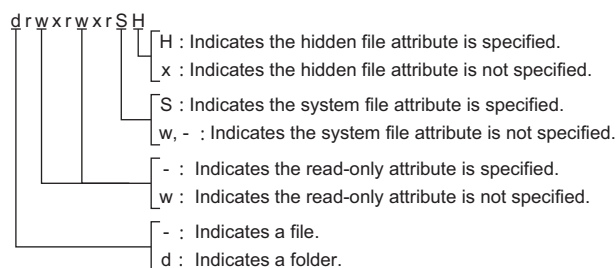 drwxrwxrSH
H : Indicates the hidden file attribute is specified.
x : Indicates the hidden file attribute is not specified.
S : Indicates the system file attribute is specified.
w, - : Indicates the system file attribute is not specified.
- : Indicates the read-only attribute is specified.
w : Indicates the read-only attribute is not specified.
- : Indicates a file.
d : Indicates a folder.